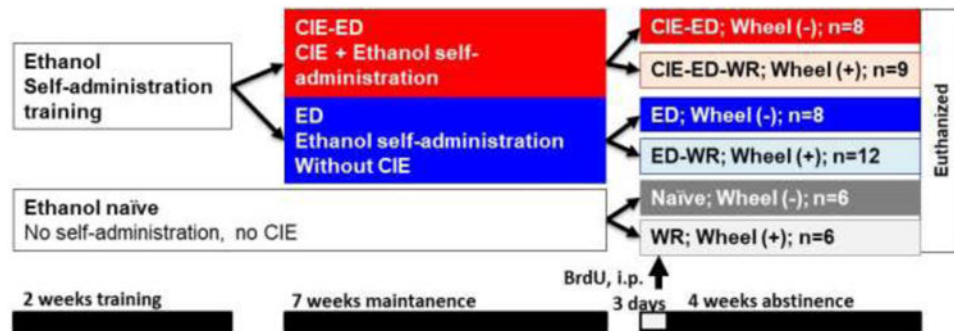 Ethanol
Self-administration
training
CIE-ED
CIE + Ethanol self-
administration
ED
Ethanol self-administration
Without CIE
CIE-ED; Wheel (-); n=8
CIE-ED-WR; Wheel (+); n=9
ED; Wheel (-); n=8
ED-WR; Wheel (+); n=12
Ethanol naïve
No self-administration, no CIE
Naïve; Wheel (-); n=6
WR; Wheel (+); n=6
Euthanized
BrdU, i.p.
2 weeks training
7 weeks maintanence
3 days
4 weeks abstinence